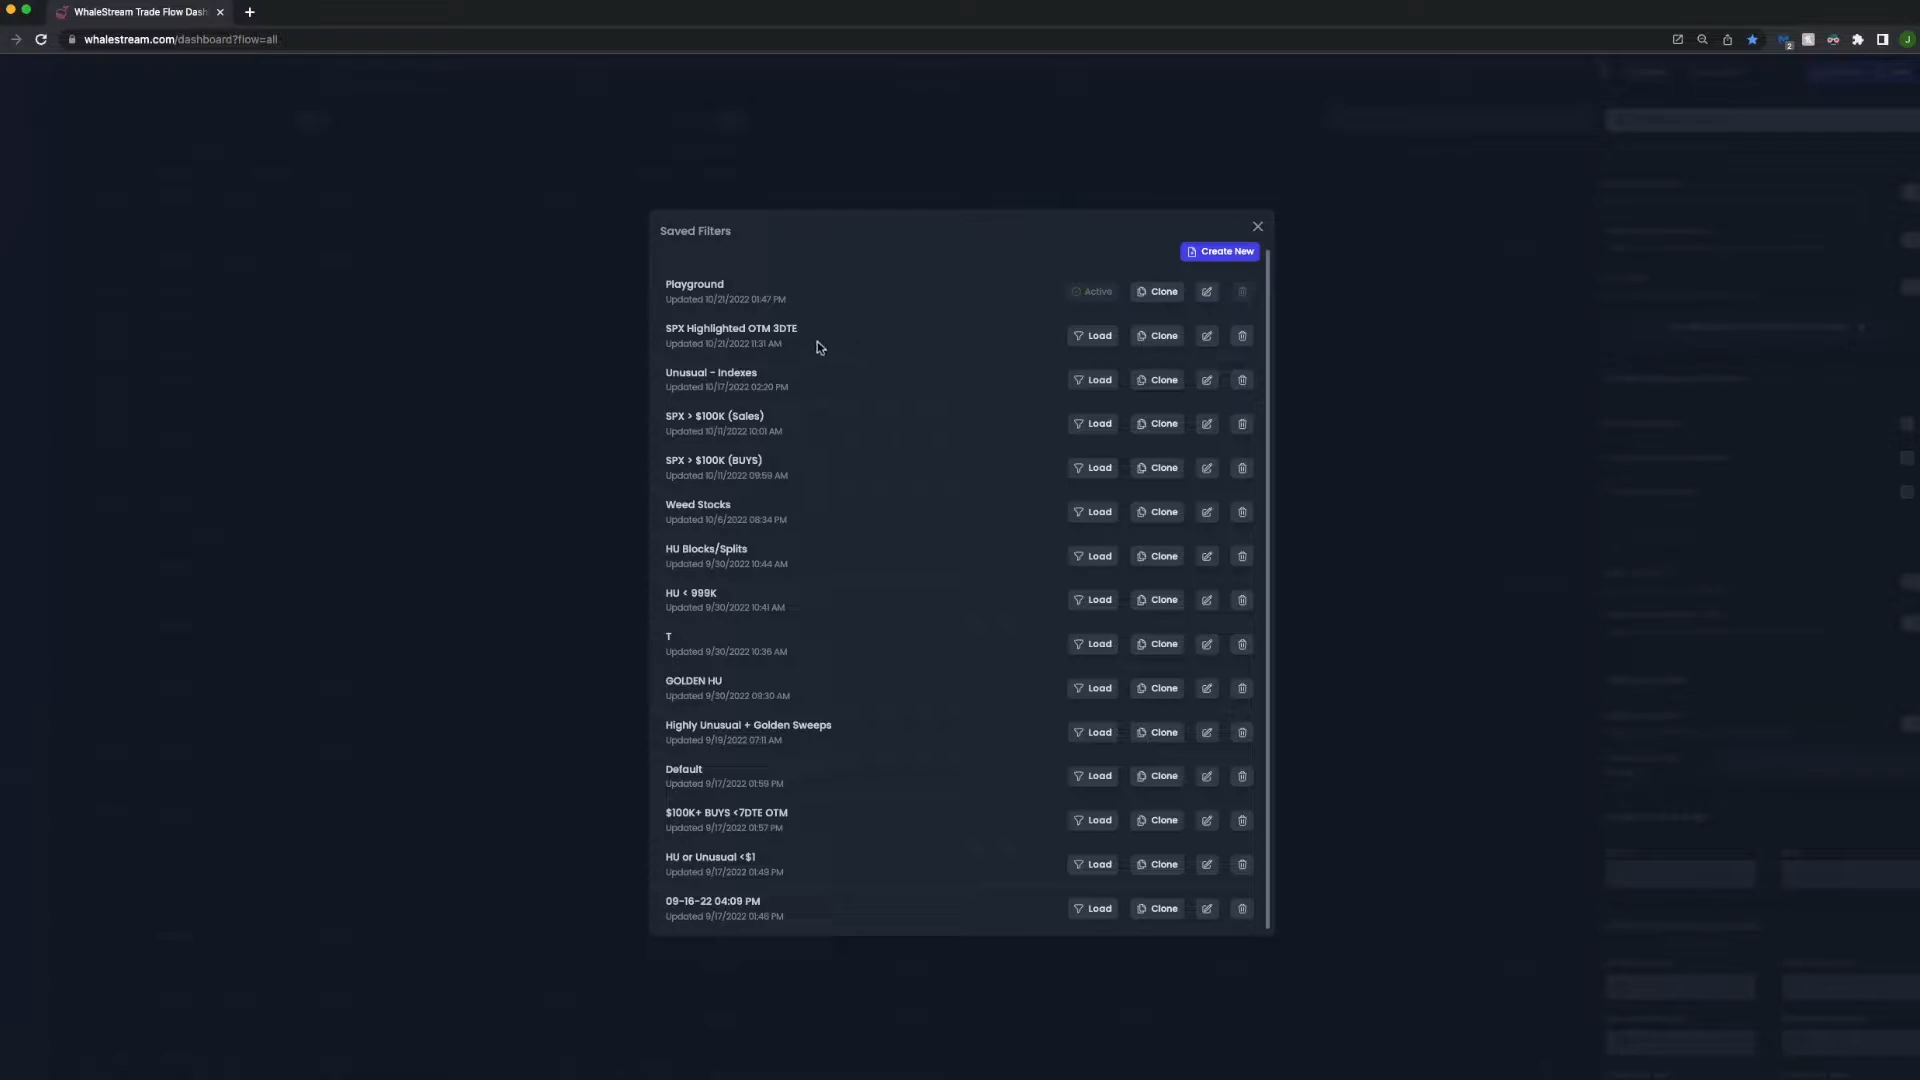 WhaleStream Trade Flow Dash
whalestream.com/dashboard?flow=all
2
J
Saved Filters
Create New
Playground
Updated 10/21/2022 01:47 PM
Active Clone
SPX Highlighted OTM 3DTE
Updated 10/21/2022 11:31 AM
Load Clone
Unusual - Indexes
Updated 10/17/2022 02:20 PM
Load Clone
SPX > $100K (Sales)
Updated 10/11/2022 10:01 AM
Load Clone
SPX > $100K (BUYS)
Updated 10/11/2022 09:59 AM
Load Clone
Weed Stocks
Updated 10/6/2022 08:34 PM
Load Clone
HU Blocks/Splits
Updated 9/30/2022 10:44 AM
Load Clone
HU < 999K
Updated 9/30/2022 10:41 AM
Load Clone
T
Updated 9/30/2022 10:36 AM
Load Clone
GOLDEN HU
Updated 9/30/2022 09:30 AM
Load Clone
Highly Unusual + Golden Sweeps
Updated 9/19/2022 07:11 AM
Load Clone
Default
Updated 9/17/2022 01:59 PM
Load Clone
$100K+ BUYS <7DTE OTM
Updated 9/17/2022 01:57 PM
Load Clone
HU or Unusual <$1
Updated 9/17/2022 01:49 PM
Load Clone
09-16-22 04:09 PM
Updated 9/17/2022 01:46 PM
Load Clone